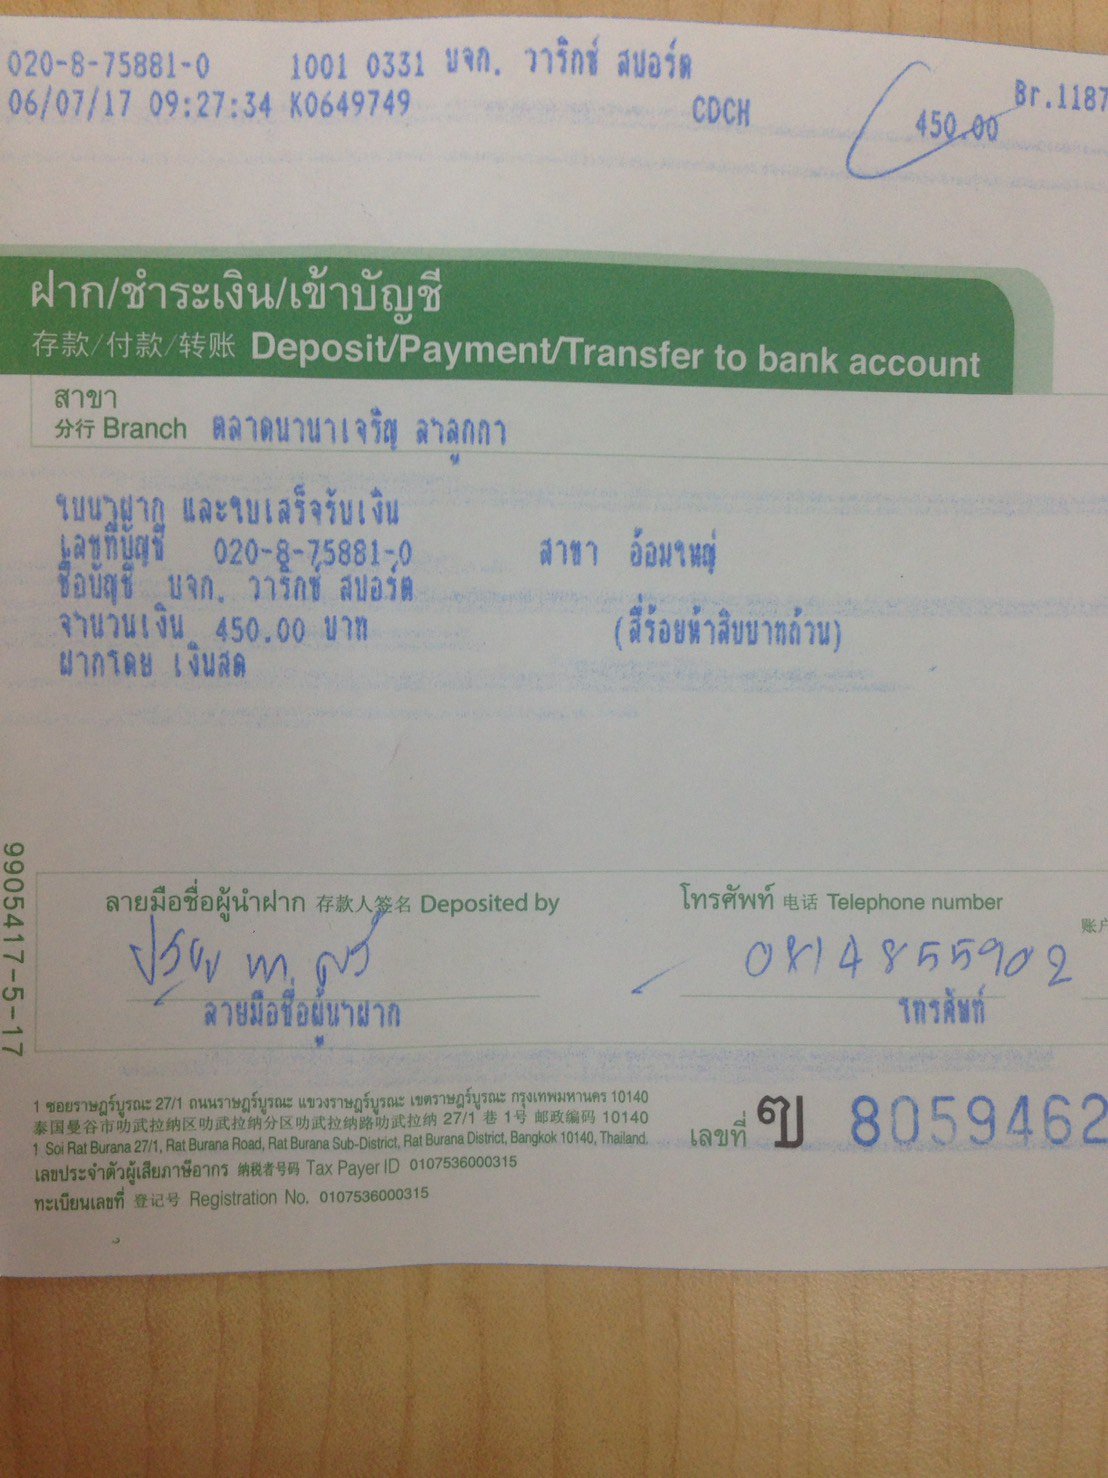 020-8-75881-0 1001 0331 บจก. วาริกซ์ สปอร์ต Br.1187
06/07/17 09:27:34 K0649749 CDCH 450.00
ฝาก/ชำระเงิน/เข้าบัญชี
存款/付款/转账 Deposit/Payment/Transfer to bank account
สาขา
分行 Branch ตลาดนานาเจริญ ลำลูกกา
ใบนำฝาก และใบเสร็จรับเงิน
เลขที่บัญชี 020-8-75881-0 สาขา อ้อมใหญ่
ชื่อบัญชี บจก. วาริกซ์ สปอร์ต
จำนวนเงิน 450.00 บาท (สี่ร้อยห้าสิบบาทถ้วน)
ฝากโดย เงินสด
9905417-5-17
ลายมือชื่อผู้นำฝาก 存款人签名 Deposited by โทรศัพท์ 电话 Telephone number 账户
0814855902
ลายมือชื่อผู้นำฝาก โทรศัพท์
1 ซอยราษฎร์บูรณะ 27/1 ถนนราษฎร์บูรณะ แขวงราษฎร์บูรณะ เขตราษฎร์บูรณะ กรุงเทพมหานคร 10140
泰国曼谷市叻武拉纳区叻武拉纳分区叻武拉纳路叻武拉纳 27/1 巷 1号 邮政编码 10140
1 Soi Rat Burana 27/1, Rat Burana Road, Rat Burana Sub-District, Rat Burana District, Bangkok 10140, Thailand.
เลขประจำตัวผู้เสียภาษีอากร 纳税者号码 Tax Payer ID 0107536000315
ทะเบียนเลขที่ 登记号 Registration No. 0107536000315
เลขที่ ฃ 8059462